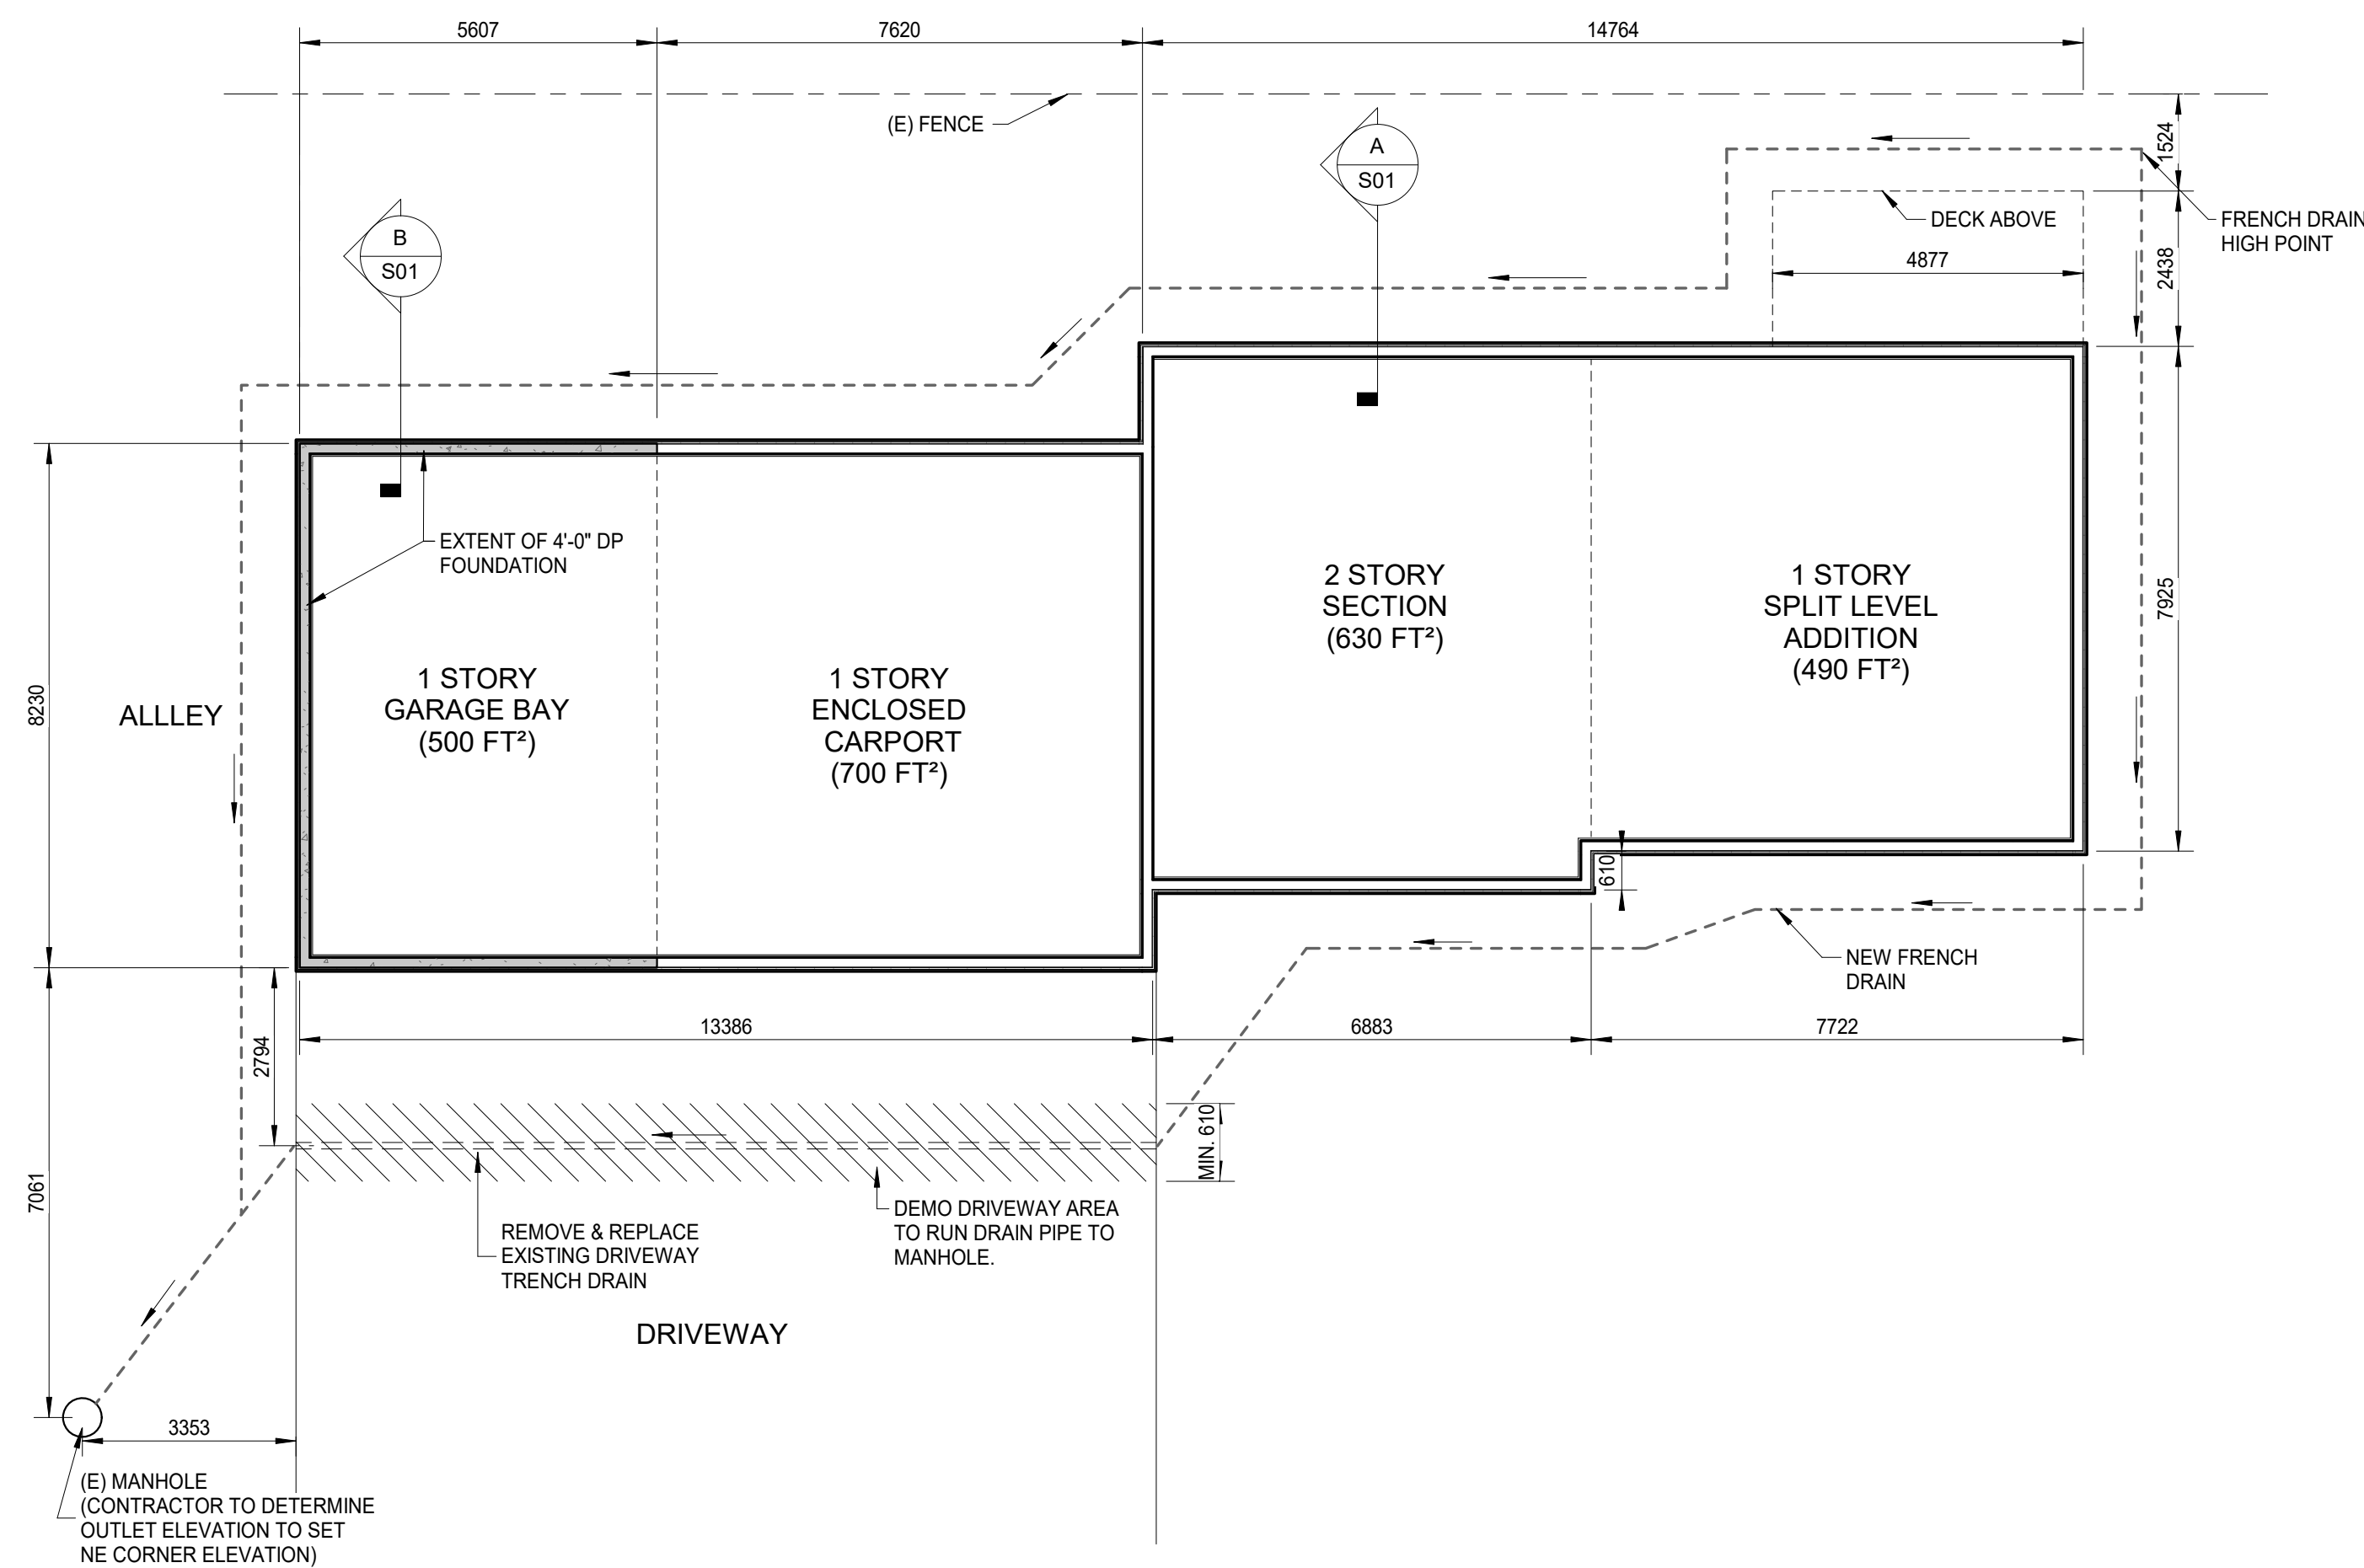 5607
7620
14764
(E) FENCE
1524
A
S01
B
S01
DECK ABOVE
FRENCH DRAIN
HIGH POINT
4877
2438
EXTENT OF 4'-0" DP
FOUNDATION
2 STORY
SECTION
(630 FT²)
1 STORY
SPLIT LEVEL
ADDITION
(490 FT²)
7925
8230
ALLLEY
1 STORY
GARAGE BAY
(500 FT²)
1 STORY
ENCLOSED
CARPORT
(700 FT²)
610
NEW FRENCH
DRAIN
13386
6883
7722
2794
7061
MIN. 610
REMOVE & REPLACE
EXISTING DRIVEWAY
TRENCH DRAIN
DEMO DRIVEWAY AREA
TO RUN DRAIN PIPE TO
MANHOLE.
DRIVEWAY
3353
(E) MANHOLE
(CONTRACTOR TO DETERMINE
OUTLET ELEVATION TO SET
NE CORNER ELEVATION)